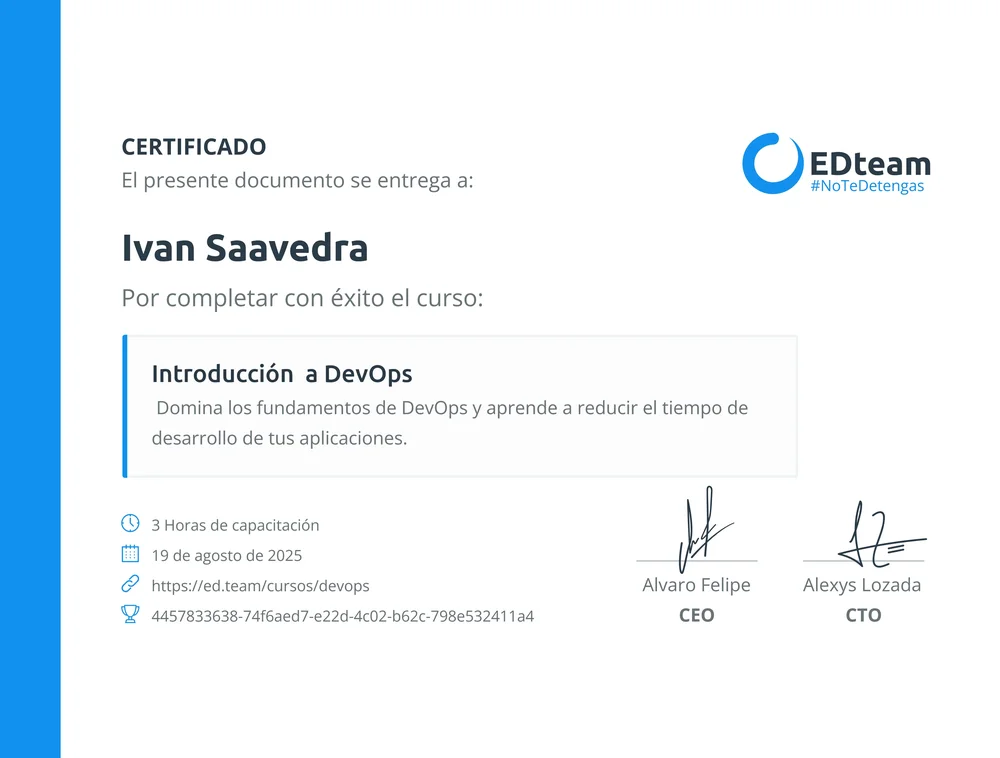 CERTIFICADO
El presente documento se entrega a:
EDteam
#NoTeDetengas
Ivan Saavedra
Por completar con éxito el curso:
Introducción a DevOps
Domina los fundamentos de DevOps y aprende a reducir el tiempo de
desarrollo de tus aplicaciones.
3 Horas de capacitación
19 de agosto de 2025
https://ed.team/cursos/devops
4457833638-74f6aed7-e22d-4c02-b62c-798e532411a4
Alvaro Felipe
CEO
Alexys Lozada
CTO